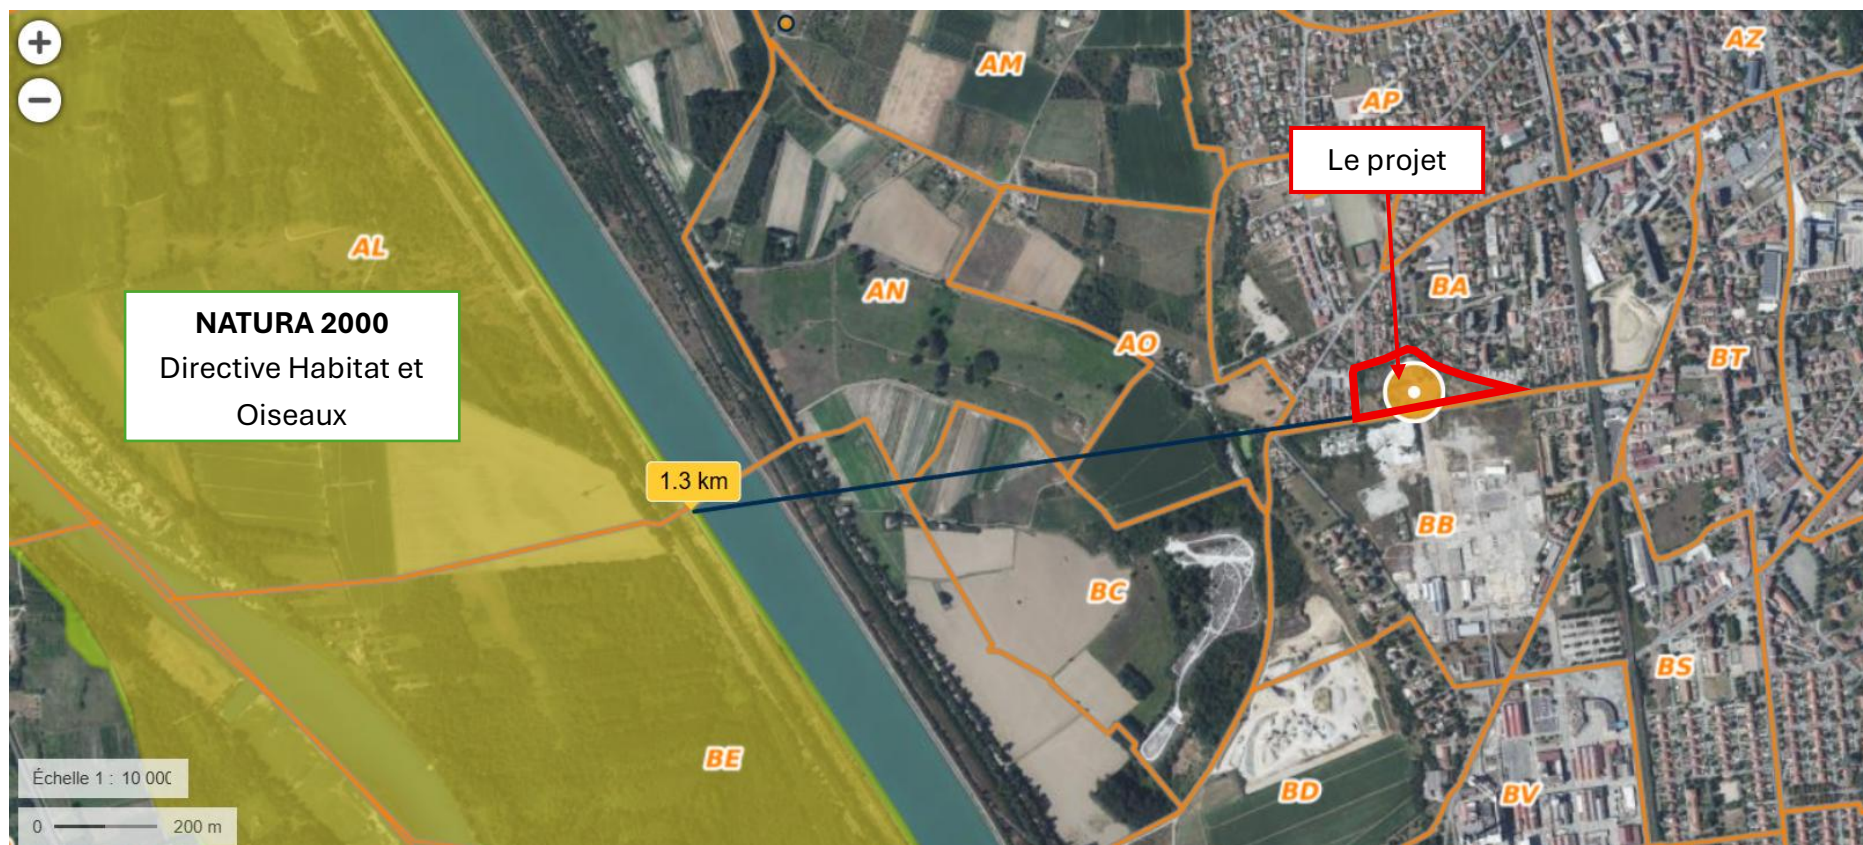 +
−
AM
AZ
AP
Le projet
AL
BA
AN
NATURA 2000
Directive Habitat et
Oiseaux
AO
BT
1.3 km
BB
BC
BS
BE
BD
BV
Échelle 1 : 10 000
0 200 m